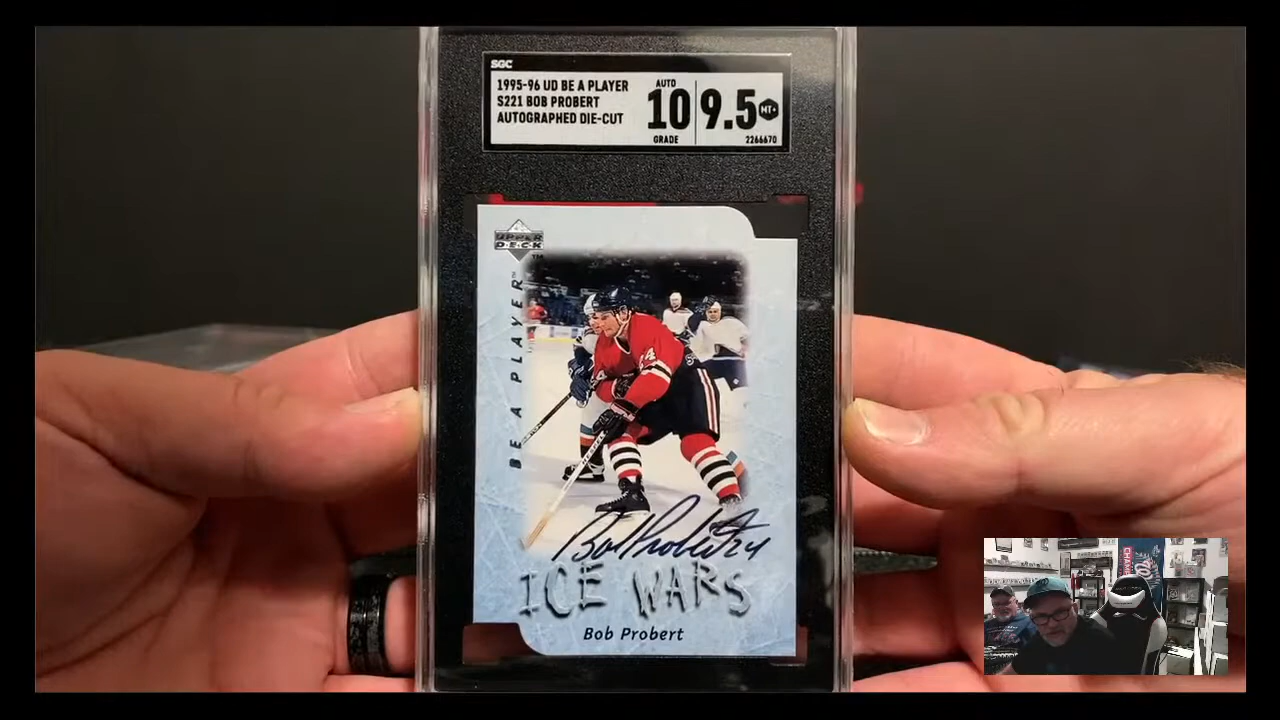 SGC
1995-96 UD BE A PLAYER
S221 BOB PROBERT
AUTOGRAPHED DIE-CUT
AUTO
10
GRADE
9.5
MT+
2266670
UPPER
DECK
BE A PLAYER
Bob Probert 24
ICE WARS
Bob Probert